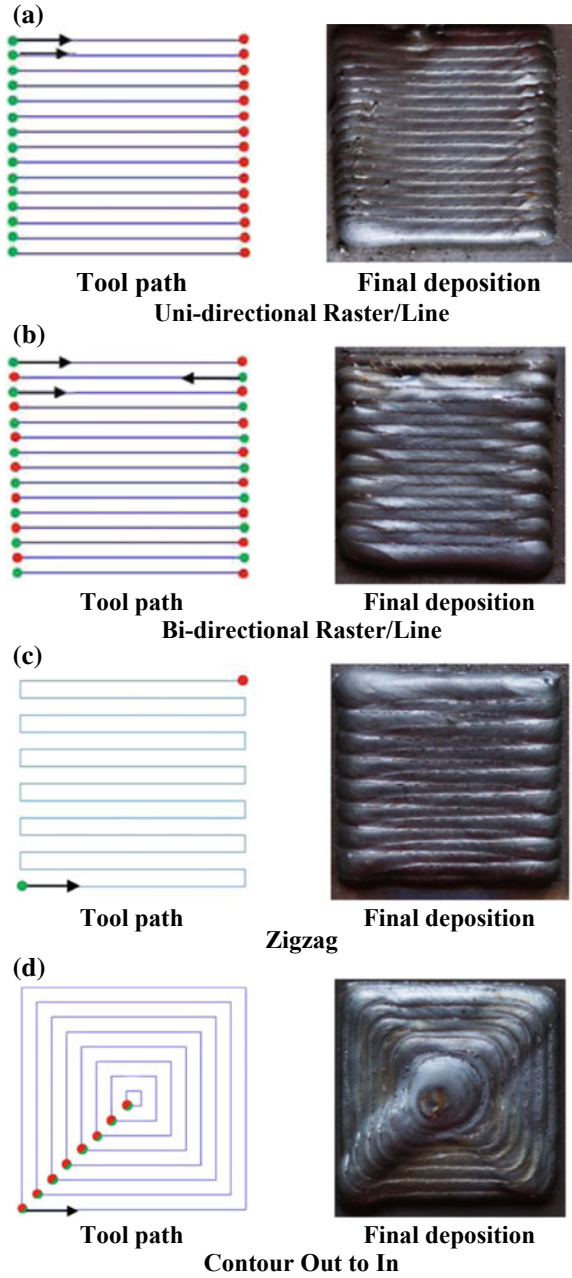 (a)
Tool path Final deposition
Uni-directional Raster/Line
(b)
Tool path Final deposition
Bi-directional Raster/Line
(c)
Tool path Final deposition
Zigzag
(d)
Tool path Final deposition
Contour Out to In